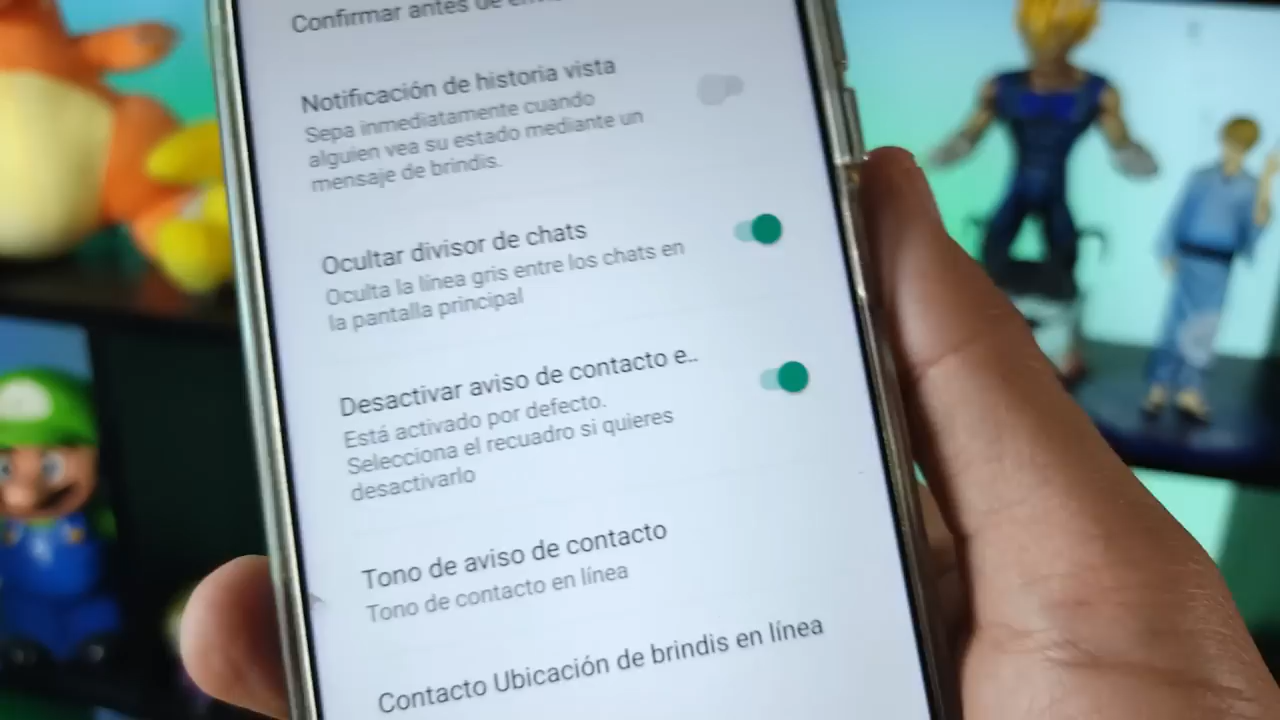 Confirmar antes de
Notificación de historia vista
Sepa inmediatamente cuando
alguien vea su estado mediante un
mensaje de brindis.
Ocultar divisor de chats
Oculta la línea gris entre los chats en
la pantalla principal
Desactivar aviso de contacto e..
Está activado por defecto.
Selecciona el recuadro si quieres
desactivarlo
Tono de aviso de contacto
Tono de contacto en línea
Contacto Ubicación de brindis en línea